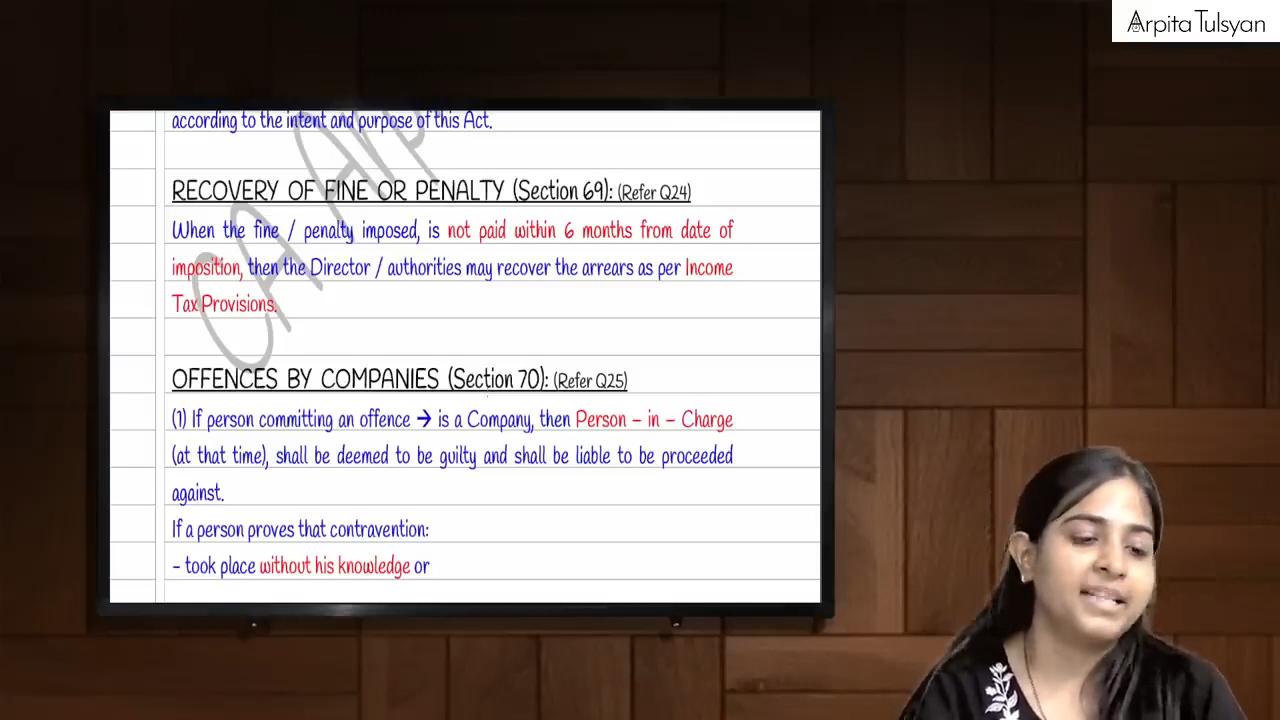 Arpita Tulsyan
according to the intent and purpose of this Act.
RECOVERY OF FINE OR PENALTY (Section 69): (Refer Q24)
When the fine / penalty imposed, is not paid within 6 months from date of
imposition, then the Director / authorities may recover the arrears as per Income
Tax Provisions.
OFFENCES BY COMPANIES (Section 70): (Refer Q25)
(1) If person committing an offence → is a Company, then Person – in – Charge
(at that time), shall be deemed to be guilty and shall be liable to be proceeded
against.
If a person proves that contravention:
– took place without his knowledge or
CA